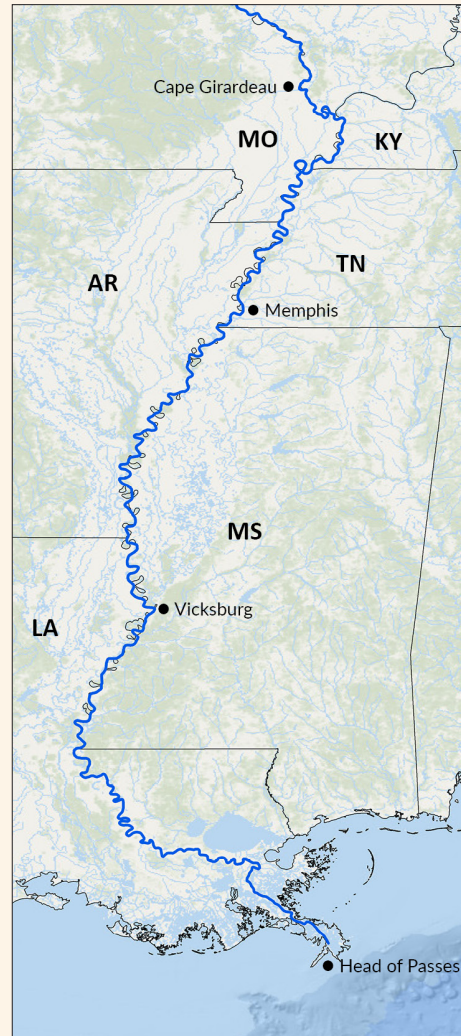 Cape Girardeau
MO
KY
TN
AR
Memphis
MS
Vicksburg
LA
Head of Passes